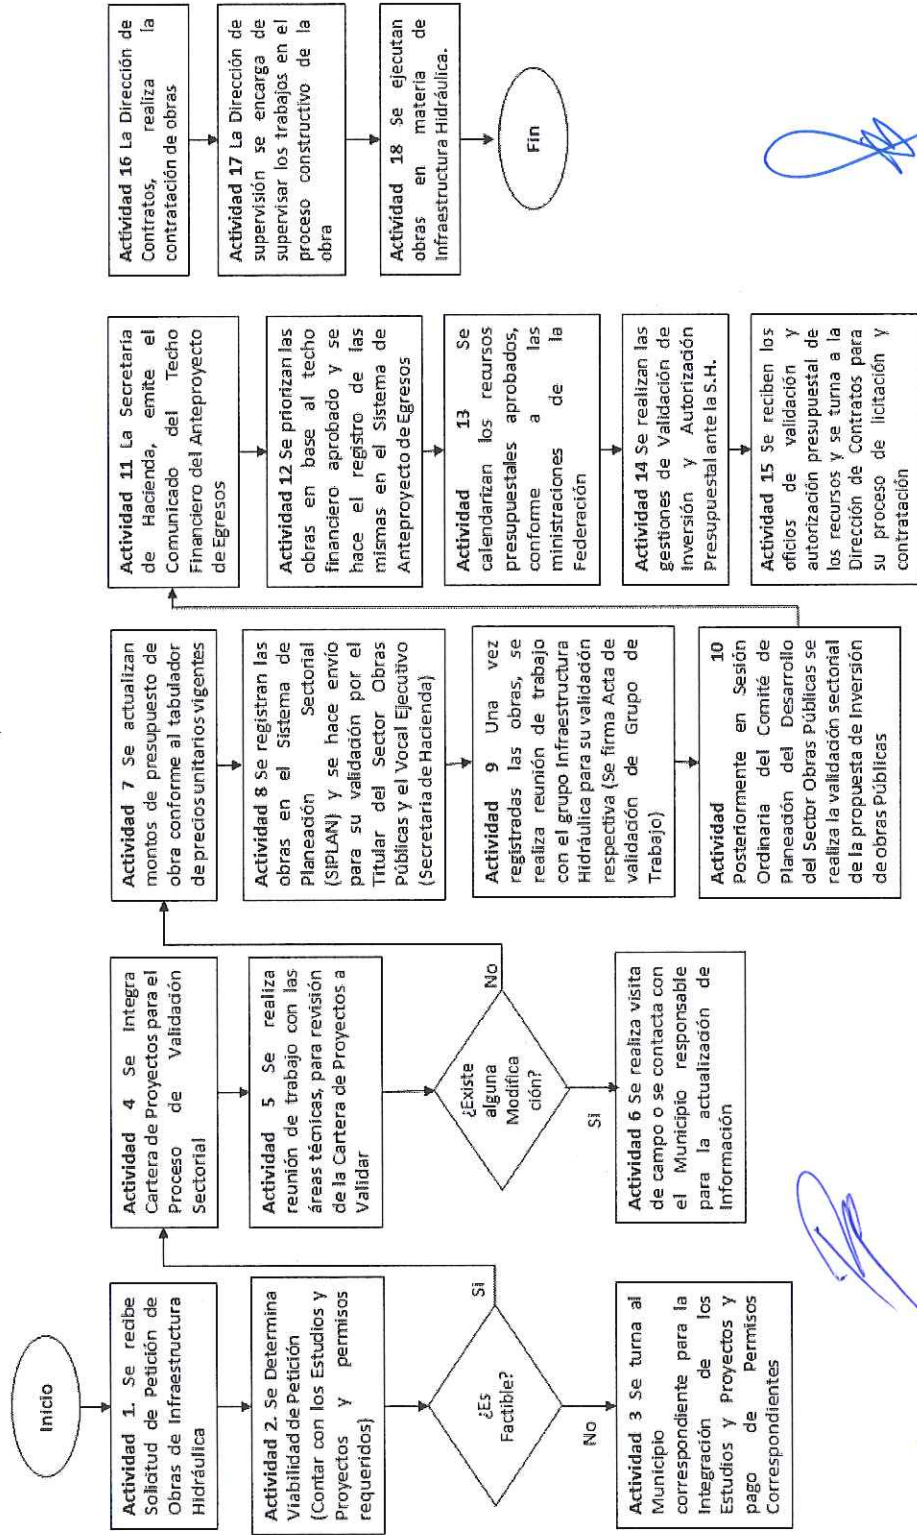 Inicio
Actividad 1. Se recibe
Solicitud de Petición de
Obras de Infraestructura
Hidráulica
Actividad 2. Se Determina
Viabilidad de Petición
(Contar con los Estudios y
Proyectos y permisos
requeridos)
¿Es
Factible?
Si
No
Actividad 3 Se turna al
Municipio
correspondiente para la
Integración de los
Estudios y Proyectos y
pago de Permisos
Correspondientes
Actividad 4 Se Integra
Cartera de Proyectos para el
Proceso de Validación
Sectorial
Actividad 5 Se realiza
reunión de trabajo con las
áreas técnicas, para revisión
de la Cartera de Proyectos a
Validar
¿Existe
alguna
Modifica
ción?
No
Si
Actividad 6 Se realiza visita
de campo o se contacta con
el Municipio responsable
para la actualización de
Información
Actividad 7 Se actualizan
montos de presupuesto de
obra conforme al tabulador
de precios unitarios vigentes
Actividad 8 Se registran las
obras en el Sistema de
Planeación Sectorial
(SIPLAN) y se hace envío
para su validación por el
Titular del Sector Obras
Públicas y el Vocal Ejecutivo
(Secretaria de Hacienda)
Actividad 9 Una vez
registradas las obras, se
realiza reunión de trabajo
con el grupo Infraestructura
Hidráulica para su validación
respectiva (Se firma Acta de
validación de Grupo de
Trabajo)
Actividad 10
Posteriormente en Sesión
Ordinaria del Comité de
Planeación del Desarrollo
del Sector Obras Públicas se
realiza la validación sectorial
de la propuesta de Inversión
de obras Públicas
Actividad 11 La Secretaría
de Hacienda, emite el
Comunicado del Techo
Financiero del Anteproyecto
de Egresos
Actividad 12 Se priorizan las
obras en base al techo
financiero aprobado y se
hace el registro de las
mismas en el Sistema de
Anteproyecto de Egresos
Actividad 13 Se
calendarizan los recursos
presupuestales aprobados,
conforme a las
ministraciones de la
Federación
Actividad 14 Se realizan las
gestiones de Validación de
Inversión y Autorización
Presupuestal ante la S.H.
Actividad 15 Se reciben los
oficios de validación y
autorización presupuestal de
los recursos y se turna a la
Dirección de Contratos para
su proceso de licitación y
contratación
Actividad 16 La Dirección de
Contratos, realiza la
contratación de obras
Actividad 17 La Dirección de
supervisión se encarga de
supervisar los trabajos en el
proceso constructivo de la
obra
Actividad 18 Se ejecutan
obras en materia de
Infraestructura Hidráulica.
Fin